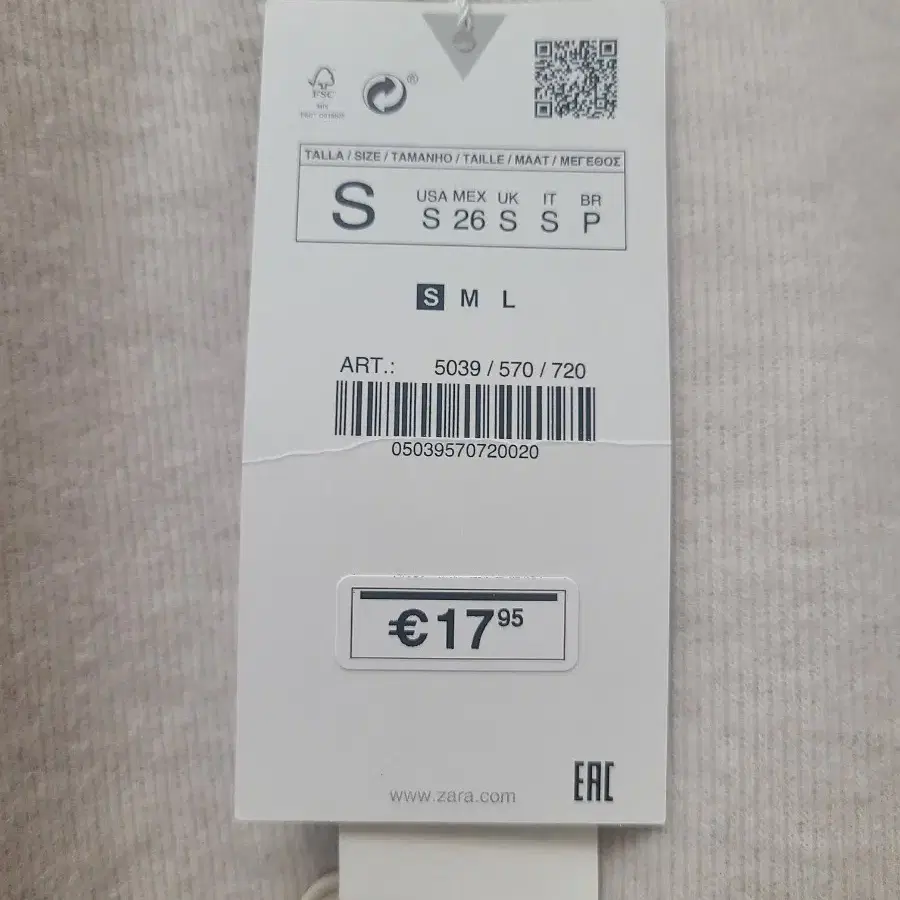 FSC
®
TALLA / SIZE / TAMANHO / TAILLE / MAAT / ΜΕΓΕΘΟΣ
S
USA MEX UK IT BR
S 26 S S P
S M L
ART.: 5039 / 570 / 720
05039570720020
€17 95
www.zara.com
EAC